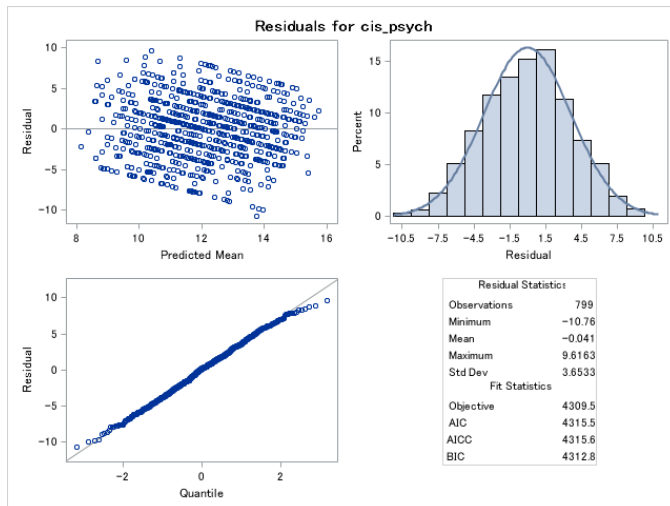 Residuals for cis_psych
10
5
0
-5
-10
Residual
8
10
12
14
16
Predicted Mean
15
10
5
0
Percent
-10.5
-7.5
-4.5
-1.5
1.5
4.5
7.5
10.5
Residual
10
5
0
-5
-10
Residual
-2
0
2
Quantile
Residual Statistics
Observations 799
Minimum -10.76
Mean -0.041
Maximum 9.6163
Std Dev 3.6533
Fit Statistics
Objective 4309.5
AIC 4315.5
AICC 4315.6
BIC 4312.8